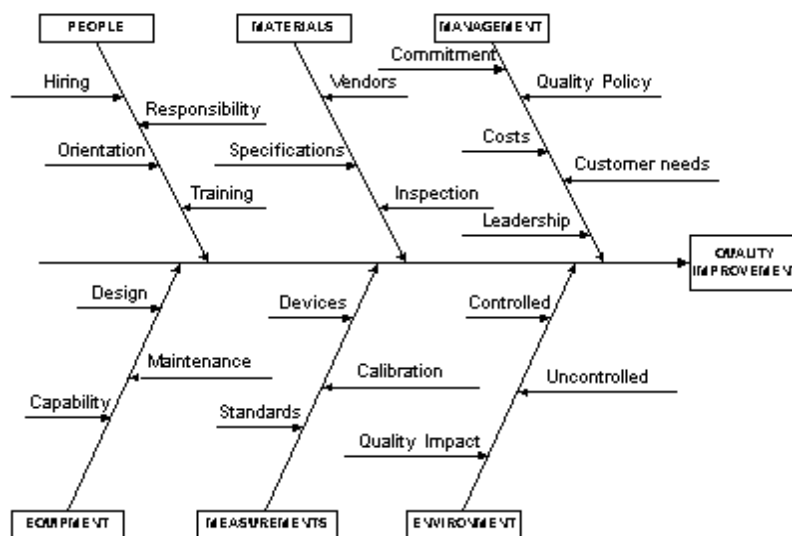 PEOPLE
MATERIALS
MANAGEMENT
Commitment
Hiring
Vendors
Quality Policy
Responsibility
Costs
Orientation
Specifications
Customer needs
Training
Inspection
Leadership
QUALITY
IMPROVEMENT
Design
Devices
Controlled
Maintenance
Calibration
Uncontrolled
Capability
Standards
Quality Impact
EQUIPMENT
MEASUREMENTS
ENVIRONMENT